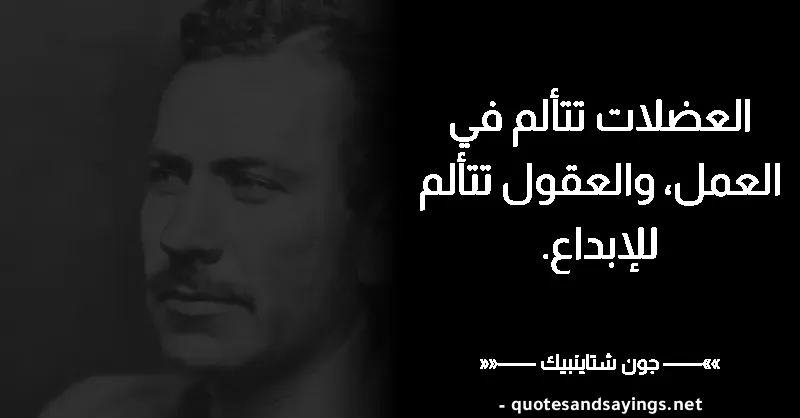 العضلات تتألم في
العمل، والعقول تتألم
للإبداع.
»»—— جون شتاينبيك ——««
- quotesandsayings.net